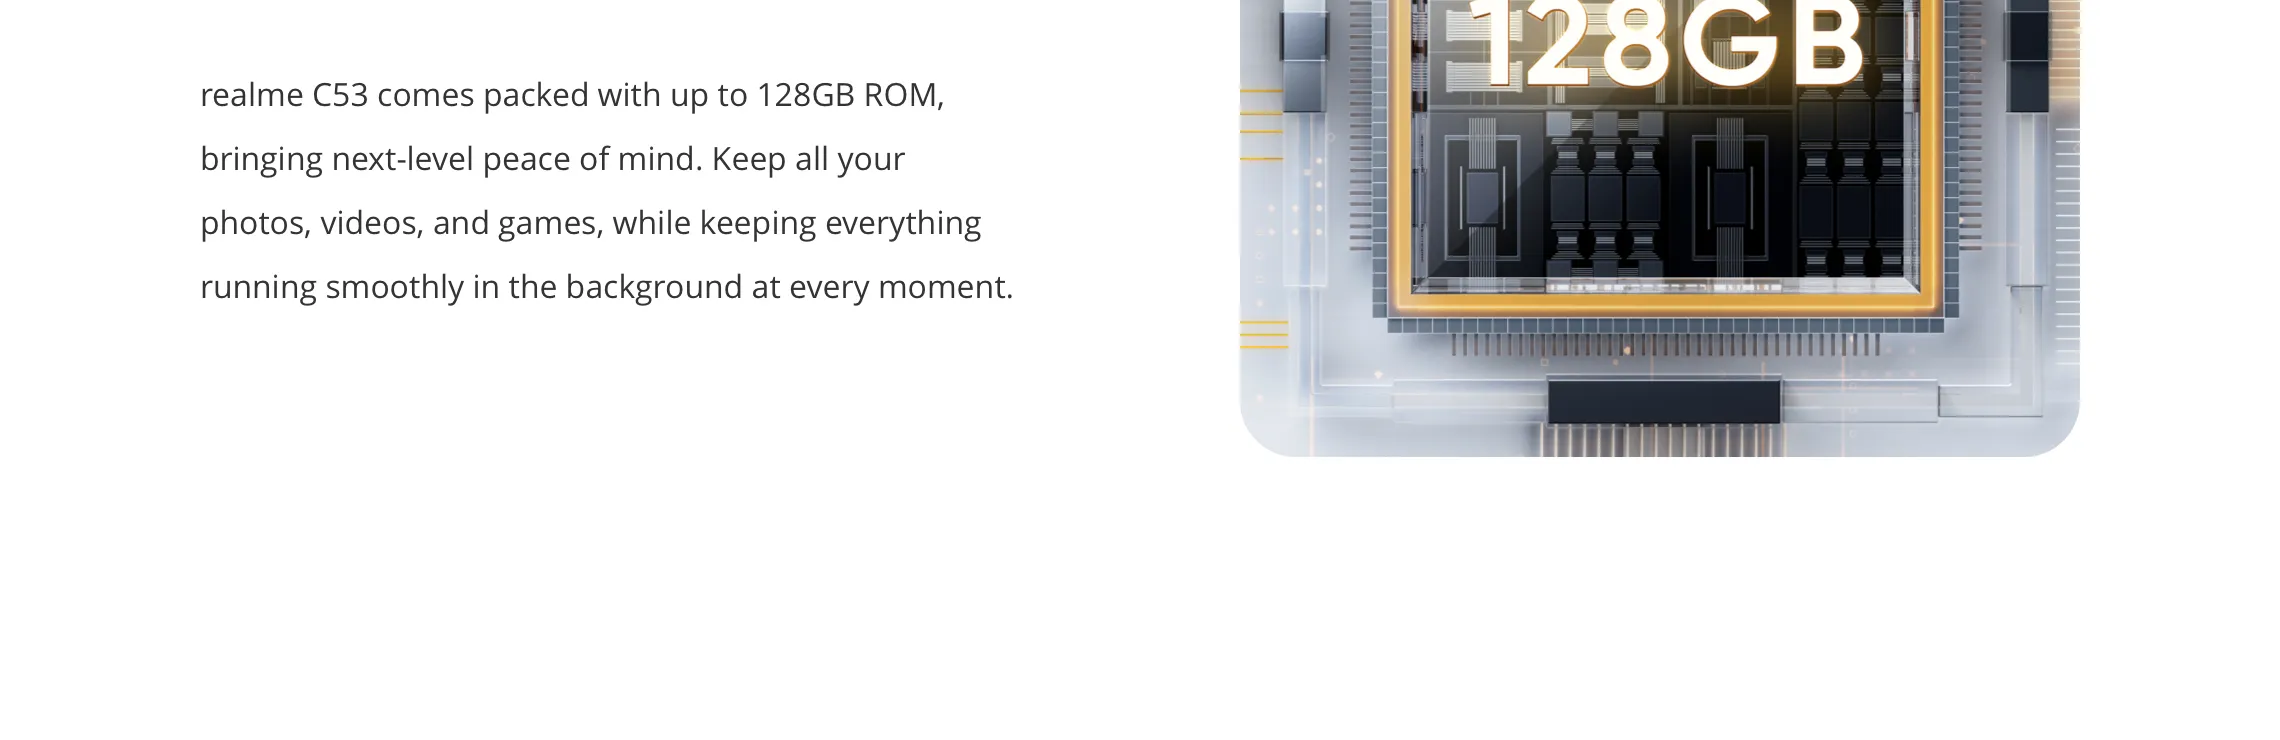 realme C53 comes packed with up to 128GB ROM,
bringing next-level peace of mind. Keep all your
photos, videos, and games, while keeping everything
running smoothly in the background at every moment.
128GB